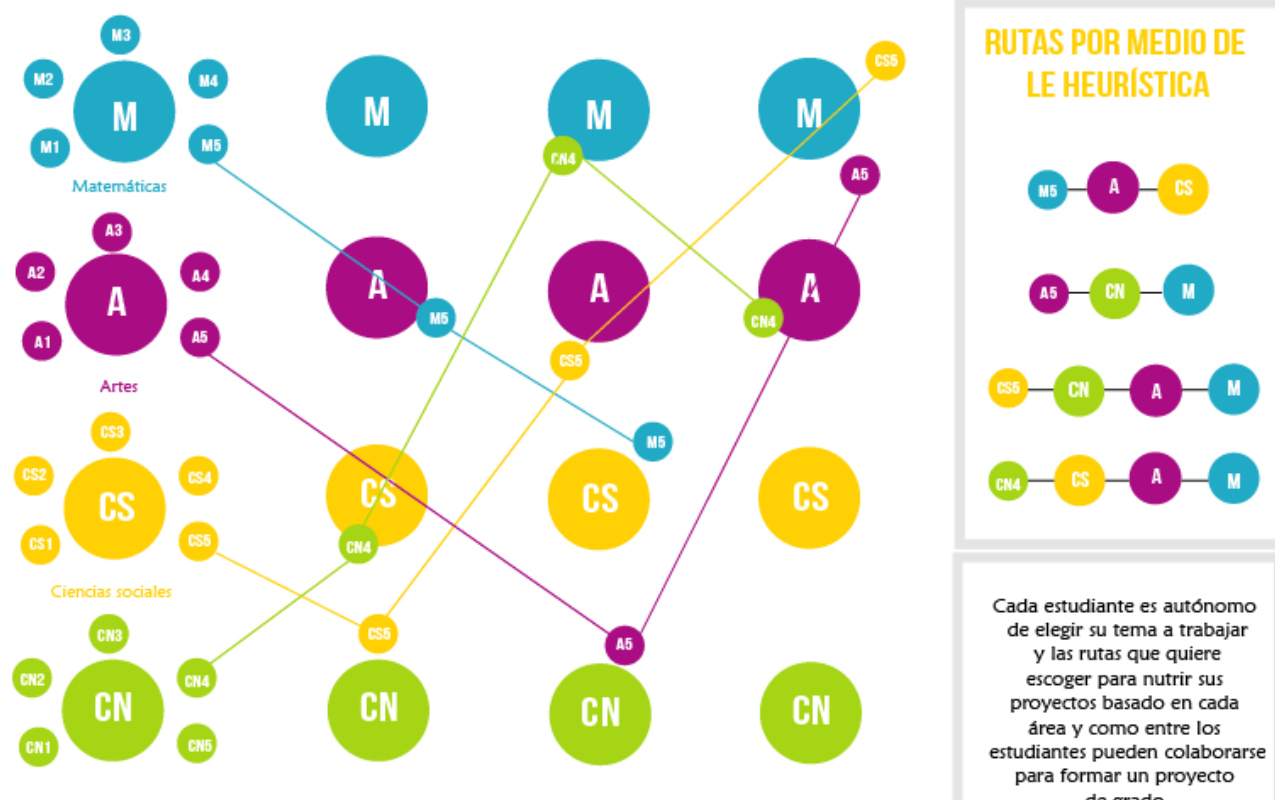 M3
M2
M4
M
M1
M5
Matemáticas
A3
A2
A4
A
A1
A5
Artes
CS3
CS2
CS4
CS
CS1
CS5
Ciencias sociales
CN3
CN2
CN4
CN
CN1
CN5
M
A
M5
CS
CN4
CS5
CN
M
CN4
A
CS5
M5
CS
A5
CN
CS5
M
A5
A
CN4
CS
CN
RUTAS POR MEDIO DE
LE HEURÍSTICA
M5 A CS
A5 CN M
CS5 CN A M
CN4 CS A M
Cada estudiante es autónomo
de elegir su tema a trabajar
y las rutas que quiere
escoger para nutrir sus
proyectos basado en cada
área y como entre los
estudiantes pueden colaborarse
para formar un proyecto
de grado